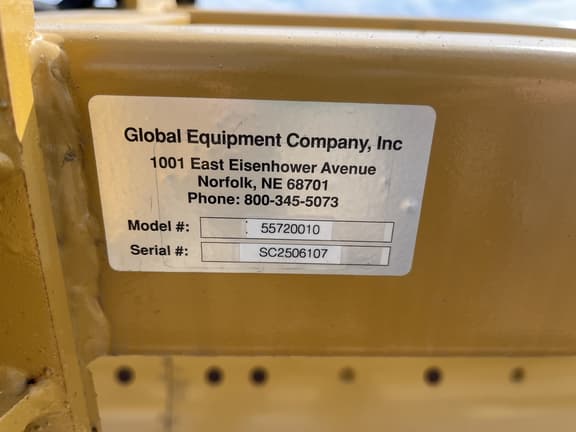 Global Equipment Company, Inc
1001 East Eisenhower Avenue
Norfolk, NE 68701
Phone: 800-345-5073
Model #: 55720010
Serial #: SC2506107